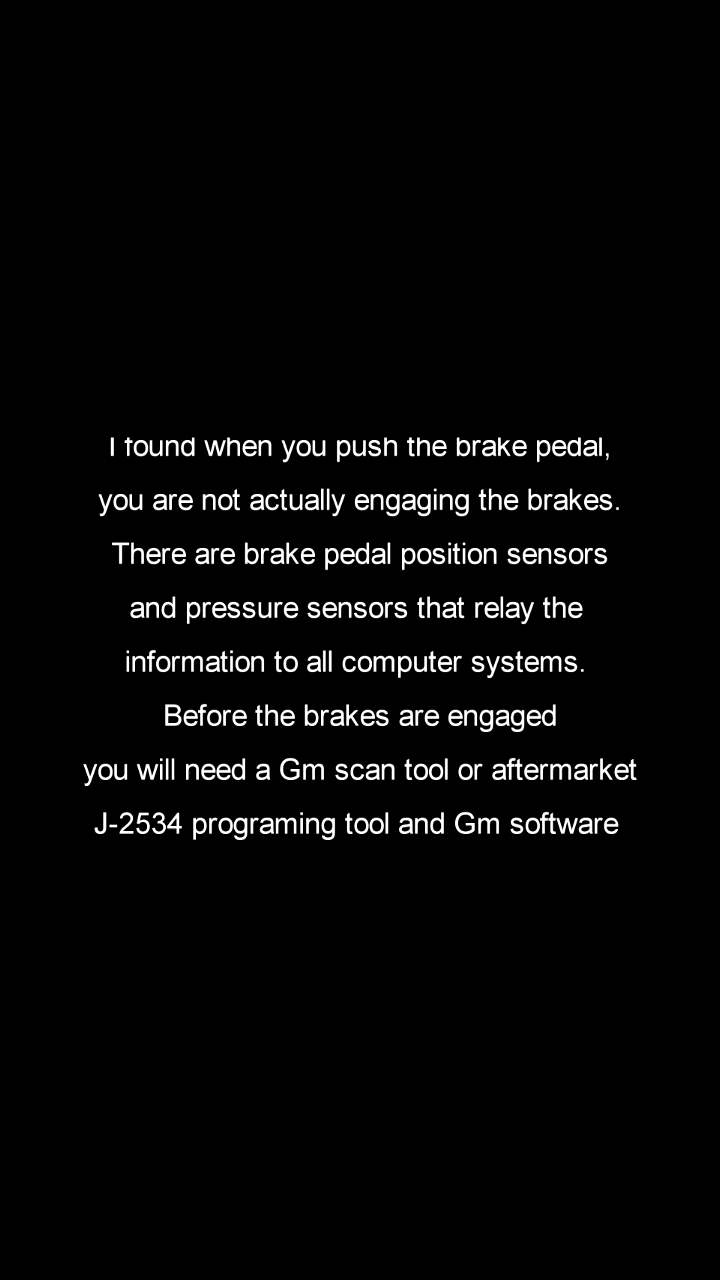 I found when you push the brake pedal,
you are not actually engaging the brakes.
There are brake pedal position sensors
and pressure sensors that relay the
information to all computer systems.
Before the brakes are engaged
you will need a Gm scan tool or aftermarket
J-2534 programing tool and Gm software